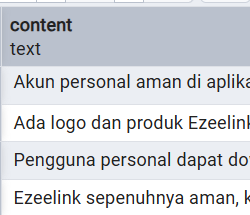 content
text
Akun personal aman di aplika
Ada logo dan produk Ezeelink
Pengguna personal dapat do
Ezeelink sepenuhnya aman, k